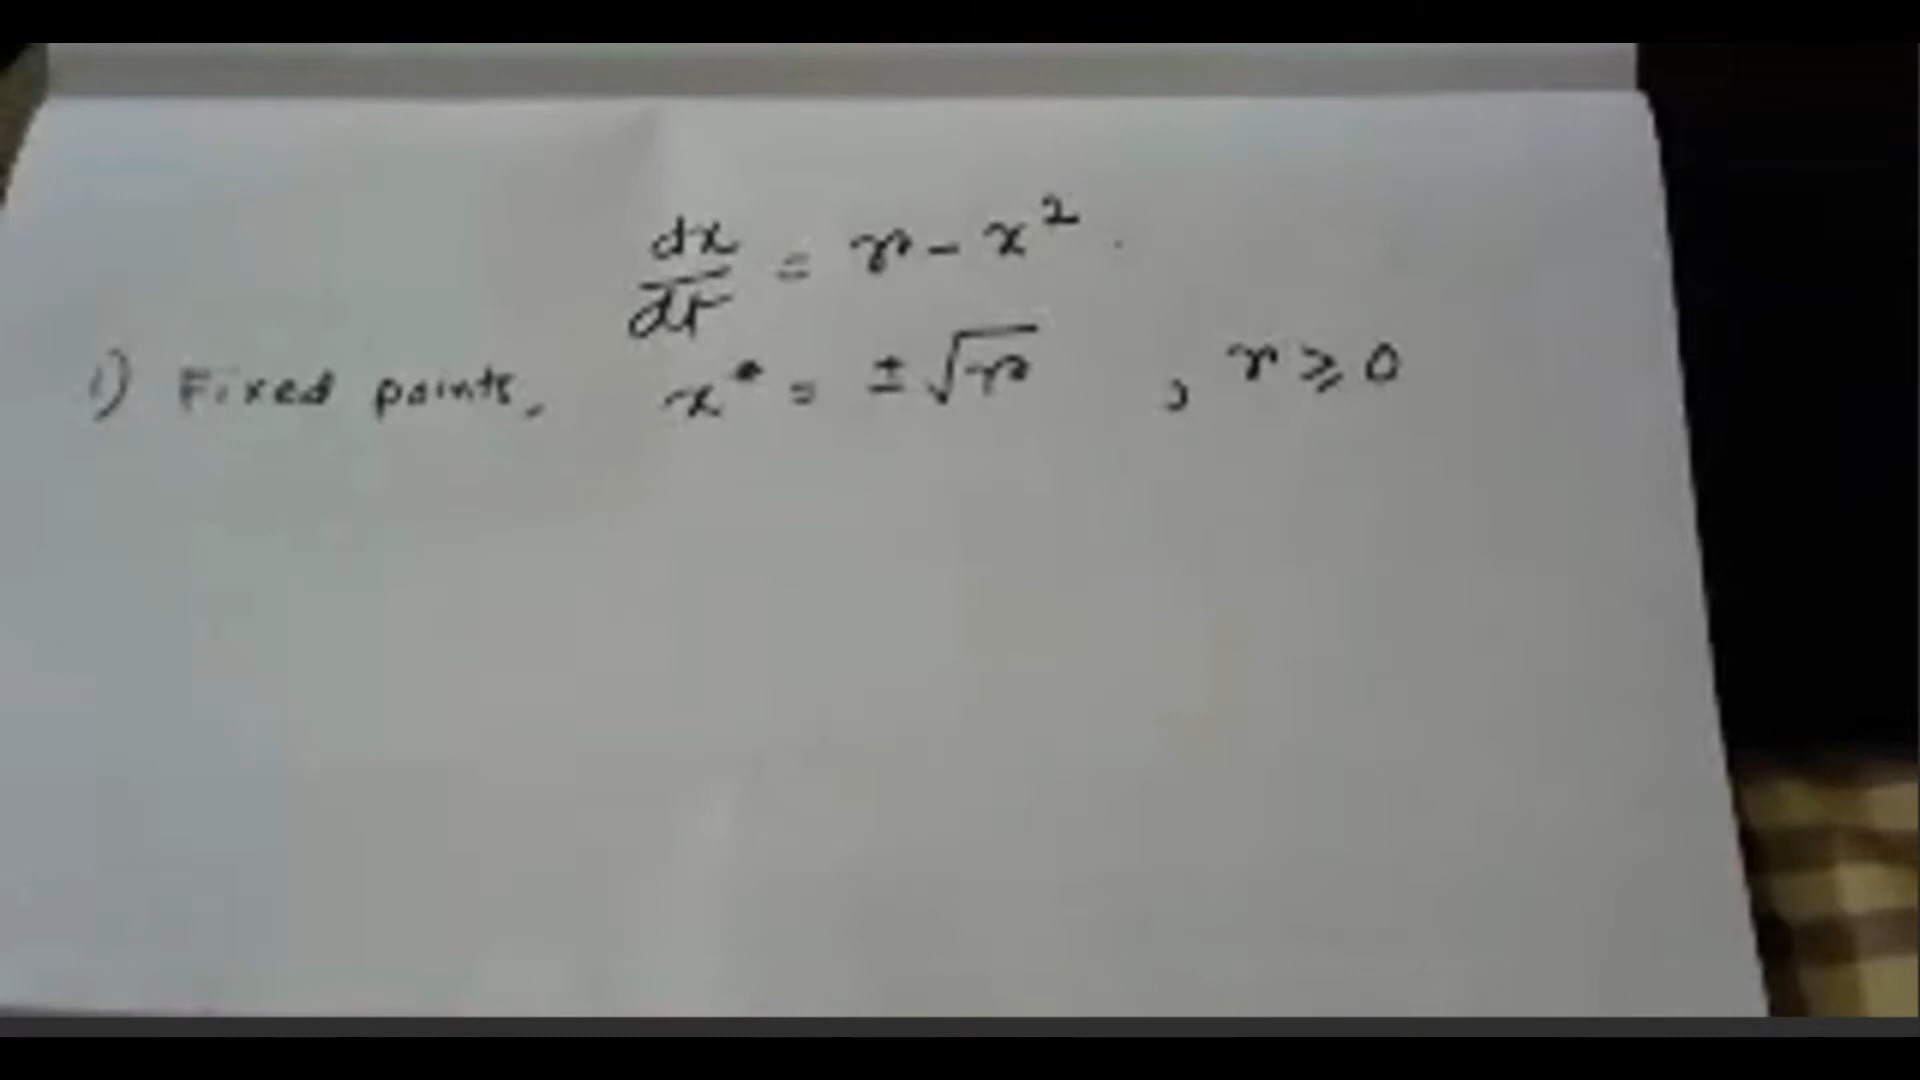 dx/dt = r - x².
1) Fixed points, x* = ±√r , r ⩾ 0